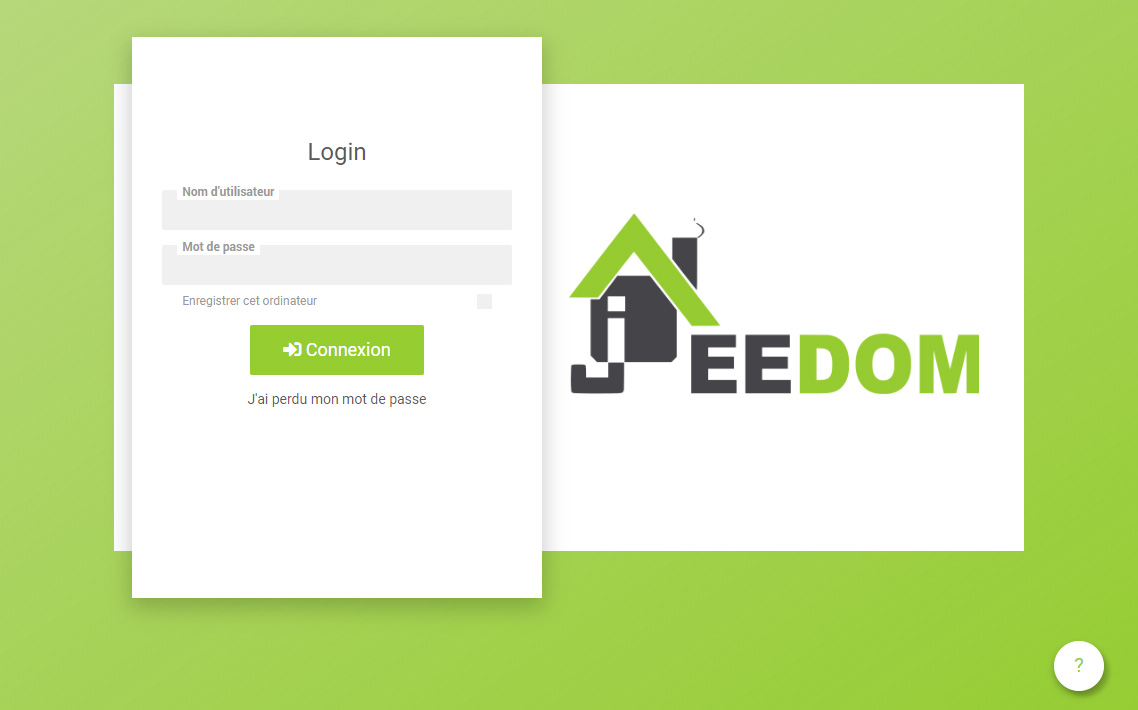 Login
Nom d'utilisateur
Mot de passe
Enregistrer cet ordinateur
Connexion
J'ai perdu mon mot de passe
jEEDOM
?